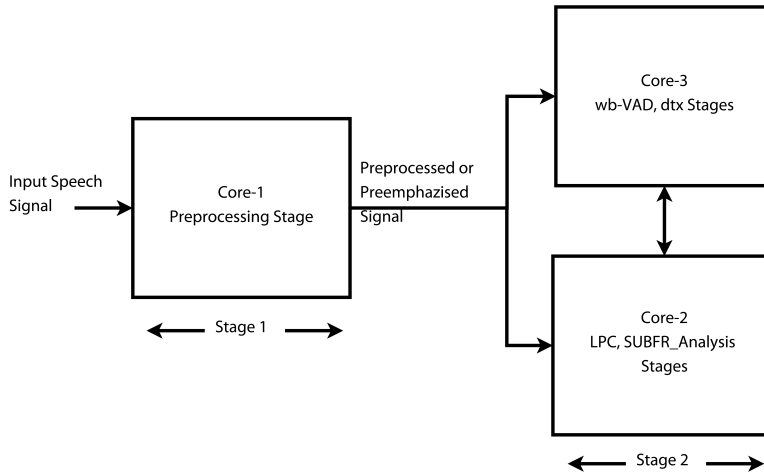 Input Speech
Signal
Core-1
Preprocessing Stage
Stage 1
Preprocessed or
Preemphazised
Signal
Core-3
wb-VAD, dtx Stages
Core-2
LPC, SUBFR_Analysis
Stages
Stage 2